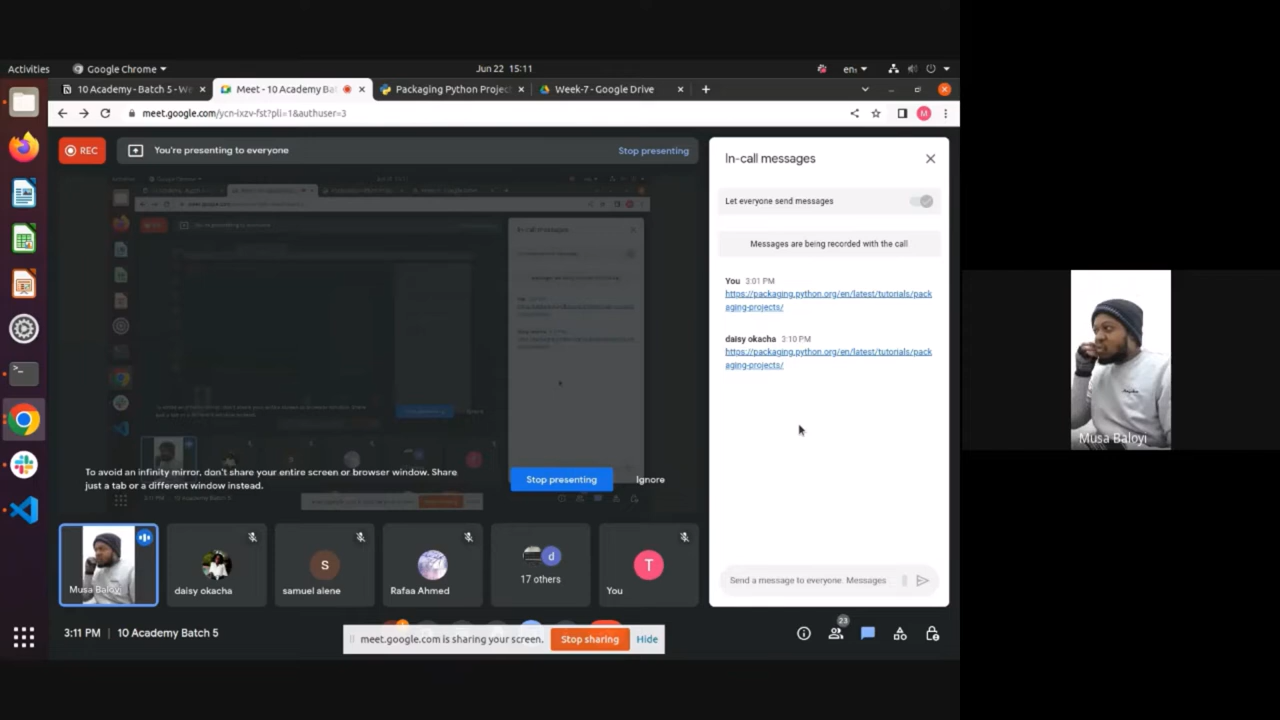 Activities
Google Chrome
Jun 22 15:11
en₁
10 Academy - Batch 5 - We
Meet - 10 Academy Bat
Packaging Python Project
Week-7 - Google Drive
meet.google.com/ycn-ixzv-fst?pli=1&authuser=3
M
REC
You're presenting to everyone
Stop presenting
In-call messages
Let everyone send messages
Messages are being recorded with the call
You 3:01 PM
https://packaging.python.org/en/latest/tutorials/pack
aging-projects/
daisy okacha 3:10 PM
https://packaging.python.org/en/latest/tutorials/pack
aging-projects/
To avoid an infinity mirror, don't share your entire screen or browser window. Share
just a tab or a different window instead.
Stop presenting
Ignore
Musa Baloyi
daisy okacha
S
samuel alene
Rafaa Ahmed
d
17 others
T
You
Send a message to everyone. Messages
3:11 PM | 10 Academy Batch 5
meet.google.com is sharing your screen.
Stop sharing
Hide
23
Musa Baloyi